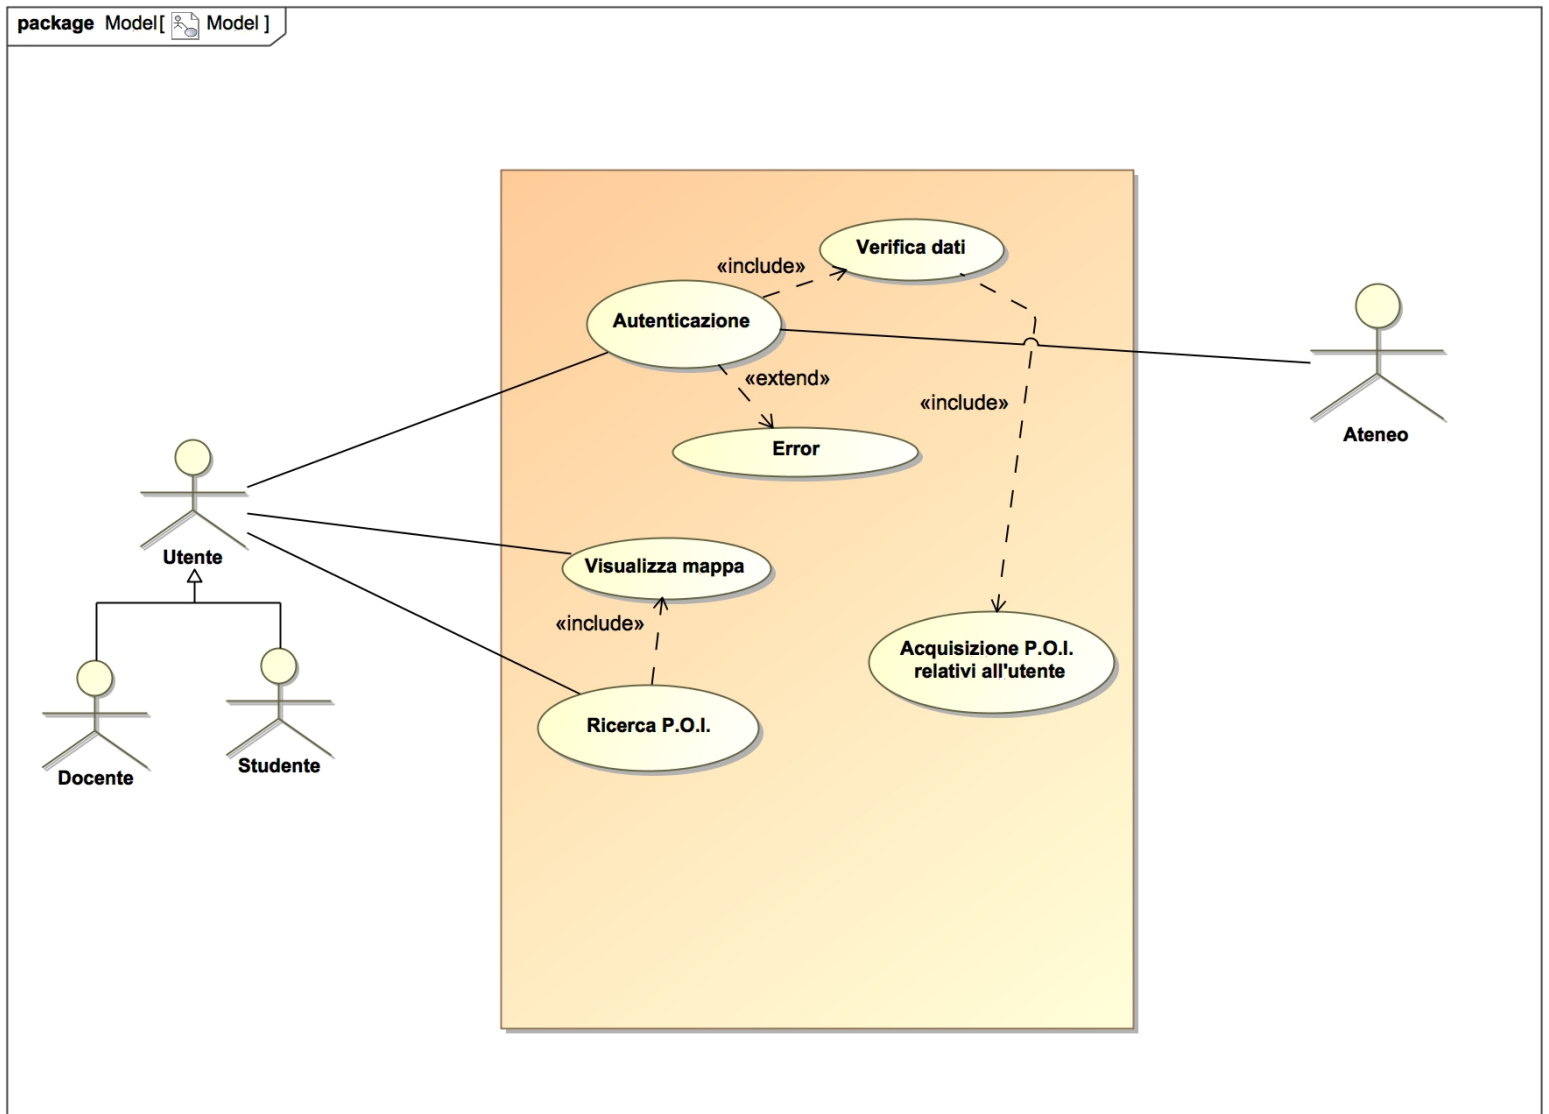 package Model[ Model ]
Verifica dati
«include»
Autenticazione
«extend»
«include»
Ateneo
Error
Utente
Visualizza mappa
«include»
Acquisizione P.O.I.
relativi all'utente
Ricerca P.O.I.
Docente
Studente